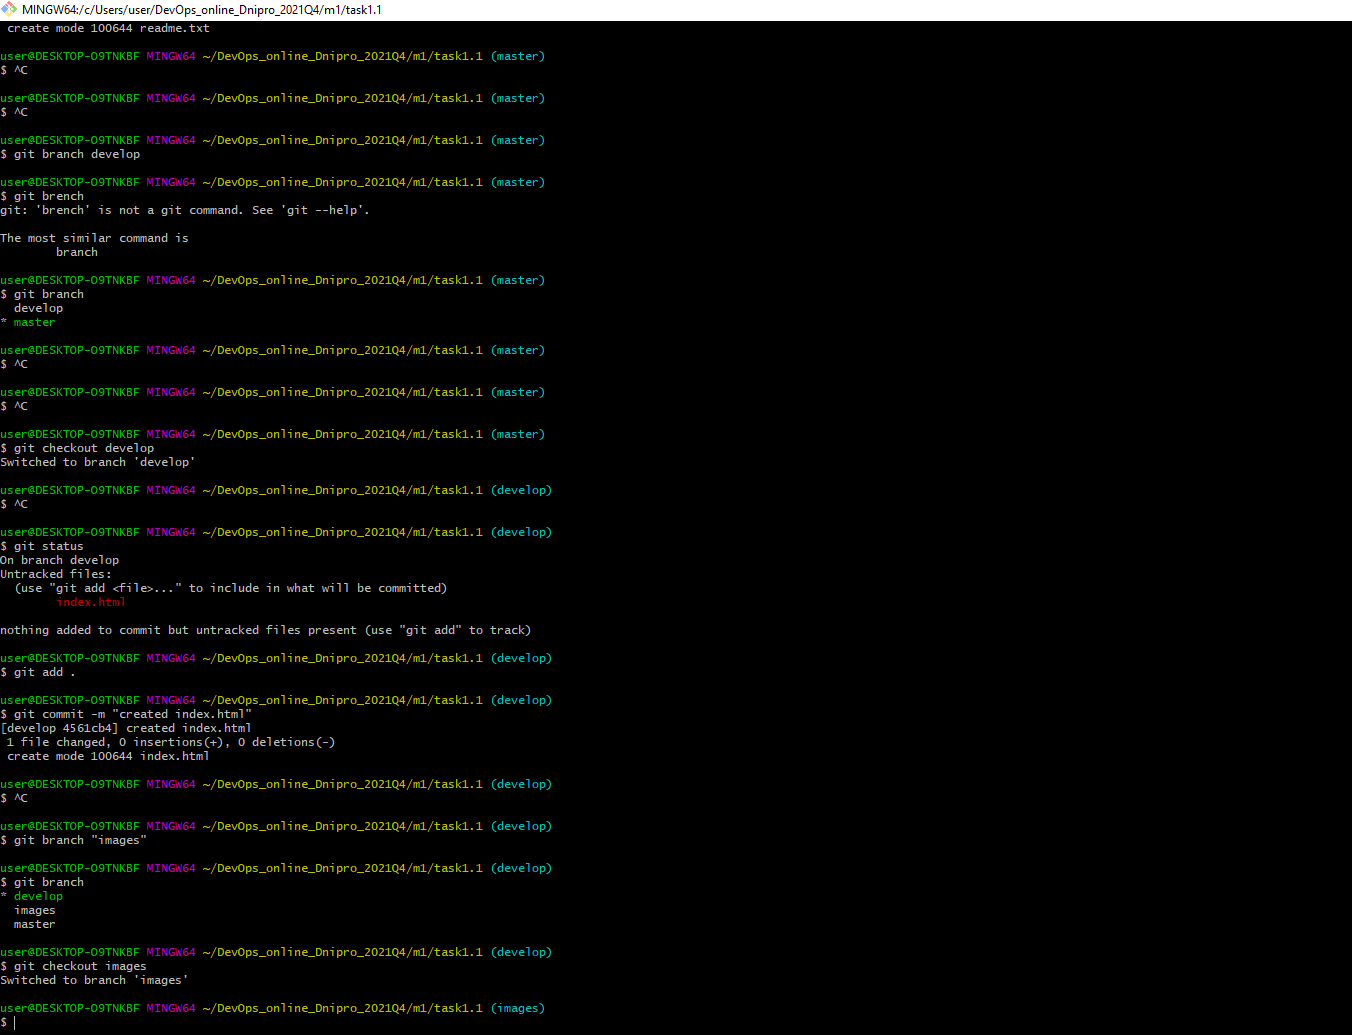 MINGW64:/c/Users/user/DevOps_online_Dnipro_2021Q4/m1/task1.1
 create mode 100644 readme.txt
user@DESKTOP-O9TNKBF MINGW64 ~/DevOps_online_Dnipro_2021Q4/m1/task1.1 (master)
$ ^C
user@DESKTOP-O9TNKBF MINGW64 ~/DevOps_online_Dnipro_2021Q4/m1/task1.1 (master)
$ ^C
user@DESKTOP-O9TNKBF MINGW64 ~/DevOps_online_Dnipro_2021Q4/m1/task1.1 (master)
$ git branch develop
user@DESKTOP-O9TNKBF MINGW64 ~/DevOps_online_Dnipro_2021Q4/m1/task1.1 (master)
$ git brench
git: 'brench' is not a git command. See 'git --help'.
The most similar command is
        branch
user@DESKTOP-O9TNKBF MINGW64 ~/DevOps_online_Dnipro_2021Q4/m1/task1.1 (master)
$ git branch
  develop
* master
user@DESKTOP-O9TNKBF MINGW64 ~/DevOps_online_Dnipro_2021Q4/m1/task1.1 (master)
$ ^C
user@DESKTOP-O9TNKBF MINGW64 ~/DevOps_online_Dnipro_2021Q4/m1/task1.1 (master)
$ ^C
user@DESKTOP-O9TNKBF MINGW64 ~/DevOps_online_Dnipro_2021Q4/m1/task1.1 (master)
$ git checkout develop
Switched to branch 'develop'
user@DESKTOP-O9TNKBF MINGW64 ~/DevOps_online_Dnipro_2021Q4/m1/task1.1 (develop)
$ ^C
user@DESKTOP-O9TNKBF MINGW64 ~/DevOps_online_Dnipro_2021Q4/m1/task1.1 (develop)
$ git status
On branch develop
Untracked files:
  (use "git add <file>..." to include in what will be committed)
        index.html
nothing added to commit but untracked files present (use "git add" to track)
user@DESKTOP-O9TNKBF MINGW64 ~/DevOps_online_Dnipro_2021Q4/m1/task1.1 (develop)
$ git add .
user@DESKTOP-O9TNKBF MINGW64 ~/DevOps_online_Dnipro_2021Q4/m1/task1.1 (develop)
$ git commit -m "created index.html"
[develop 4561cb4] created index.html
 1 file changed, 0 insertions(+), 0 deletions(-)
 create mode 100644 index.html
user@DESKTOP-O9TNKBF MINGW64 ~/DevOps_online_Dnipro_2021Q4/m1/task1.1 (develop)
$ ^C
user@DESKTOP-O9TNKBF MINGW64 ~/DevOps_online_Dnipro_2021Q4/m1/task1.1 (develop)
$ git branch "images"
user@DESKTOP-O9TNKBF MINGW64 ~/DevOps_online_Dnipro_2021Q4/m1/task1.1 (develop)
$ git branch
* develop
  images
  master
user@DESKTOP-O9TNKBF MINGW64 ~/DevOps_online_Dnipro_2021Q4/m1/task1.1 (develop)
$ git checkout images
Switched to branch 'images'
user@DESKTOP-O9TNKBF MINGW64 ~/DevOps_online_Dnipro_2021Q4/m1/task1.1 (images)
$